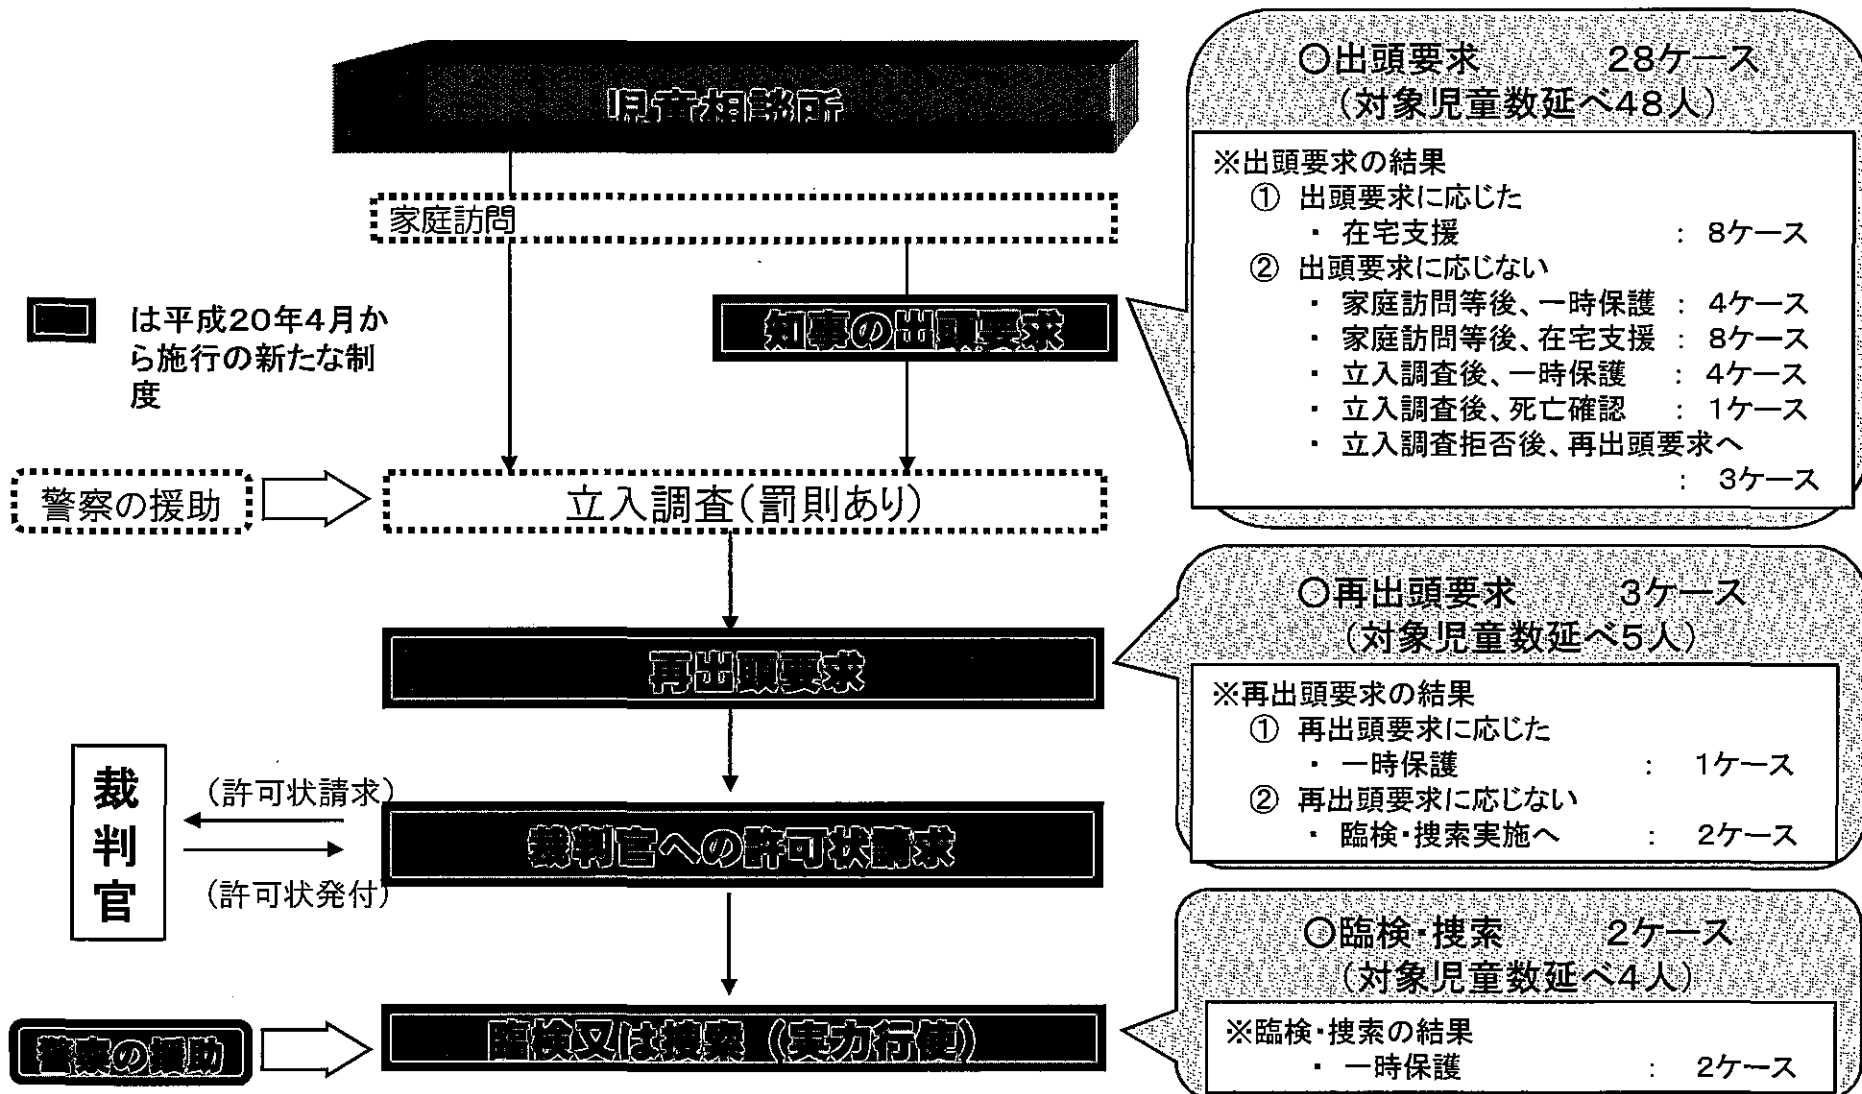 児童相談所
家庭訪問
知事の出頭要求
は平成20年4月か
ら施行の新たな制
度
警察の援助
立入調査(罰則あり)
再出頭要求
裁判官
(許可状請求)
(許可状発付)
裁判官への許可状請求
警察の援助
臨検又は捜索(実力行使)
○出頭要求 28ケース
(対象児童数延べ48人)
※出頭要求の結果
① 出頭要求に応じた
・ 在宅支援 : 8ケース
② 出頭要求に応じない
・ 家庭訪問等後、一時保護 : 4ケース
・ 家庭訪問等後、在宅支援 : 8ケース
・ 立入調査後、一時保護 : 4ケース
・ 立入調査後、死亡確認 : 1ケース
・ 立入調査拒否後、再出頭要求へ
: 3ケース
○再出頭要求 3ケース
(対象児童数延べ5人)
※再出頭要求の結果
① 再出頭要求に応じた
・ 一時保護 : 1ケース
② 再出頭要求に応じない
・ 臨検・捜索実施へ : 2ケース
○臨検・捜索 2ケース
(対象児童数延べ4人)
※臨検・捜索の結果
・ 一時保護 : 2ケース